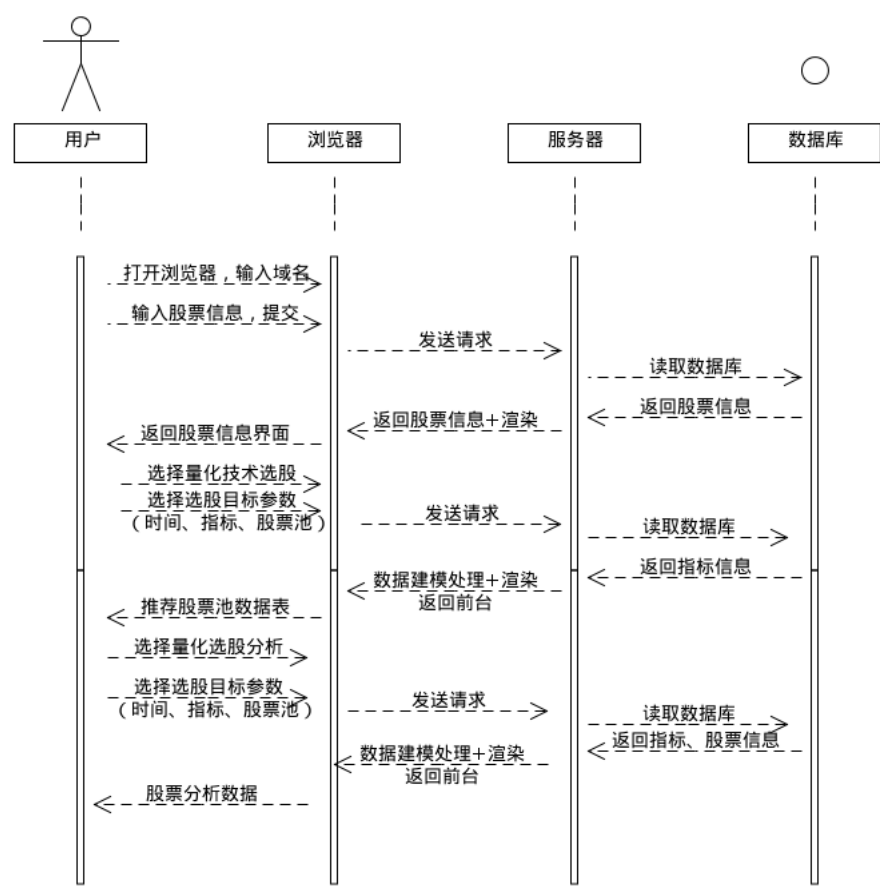 用户
浏览器
服务器
数据库
打开浏览器，输入域名
输入股票信息，提交
发送请求
读取数据库
返回股票信息
返回股票信息+渲染
返回股票信息界面
选择量化技术选股
选择选股目标参数
（时间、指标、股票池）
发送请求
读取数据库
返回指标信息
数据建模处理+渲染
返回前台
推荐股票池数据表
选择量化选股分析
选择选股目标参数
（时间、指标、股票池）
发送请求
读取数据库
返回指标、股票信息
数据建模处理+渲染
返回前台
股票分析数据